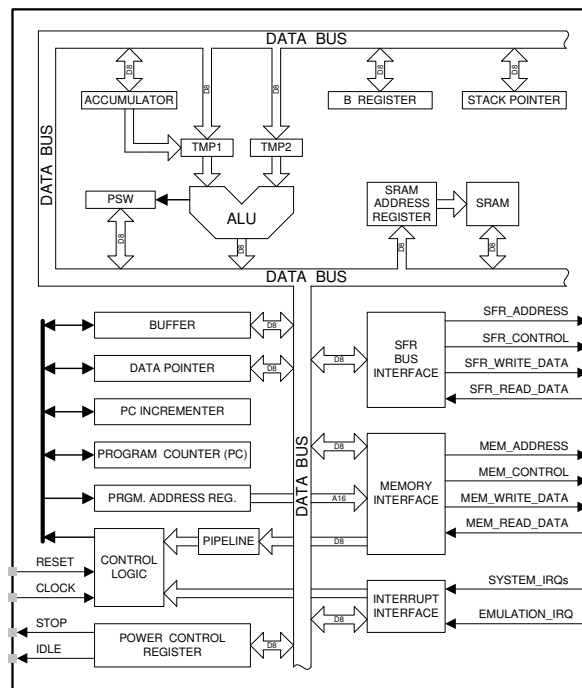 DATA BUS
D8
D8
D8
D8
D8
ACCUMULATOR
B REGISTER
STACK POINTER
DATA BUS
TMP1
TMP2
PSW
ALU
SRAM
ADDRESS
REGISTER
SRAM
D8
D8
D8
D8
DATA BUS
BUFFER
D8
DATA POINTER
D8
PC INCREMENTER
PROGRAM COUNTER (PC)
PRGM. ADDRESS REG.
A16
DATA BUS
D8
SFR
BUS
INTERFACE
SFR_ADDRESS
SFR_CONTROL
SFR_WRITE_DATA
SFR_READ_DATA
D8
MEMORY
INTERFACE
MEM_ADDRESS
MEM_CONTROL
MEM_WRITE_DATA
MEM_READ_DATA
CONTROL
LOGIC
PIPELINE
D8
RESET
CLOCK
INTERRUPT
INTERFACE
SYSTEM_IRQs
EMULATION_IRQ
STOP
IDLE
POWER CONTROL
REGISTER
D8
D8